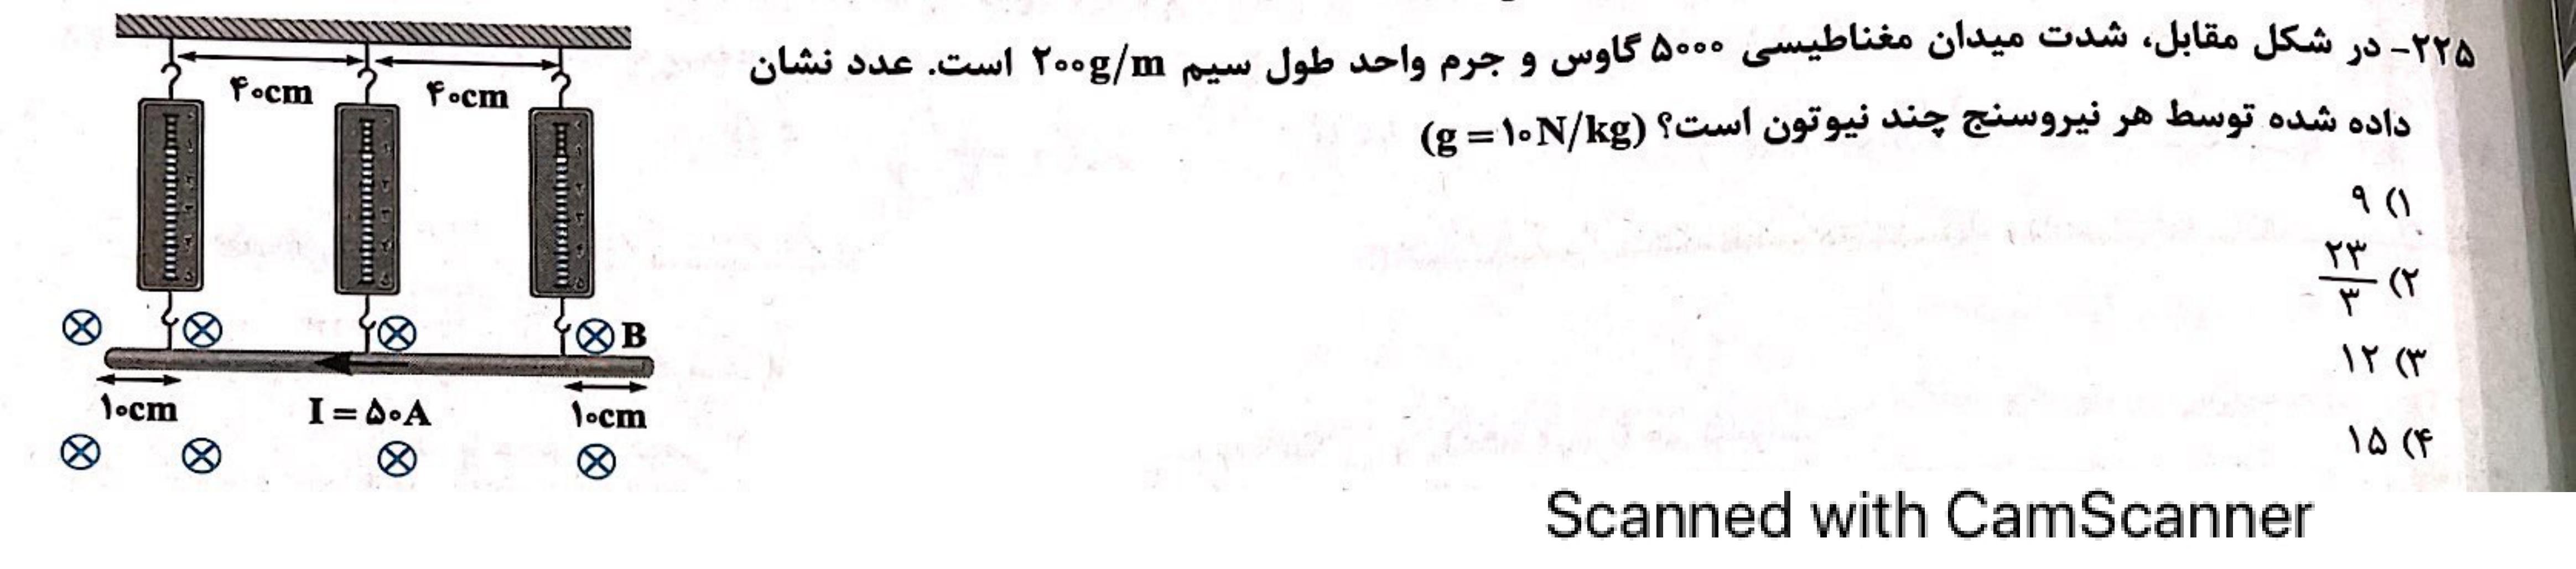 ۲۲۵- در شکل مقابل، شدت میدان مغناطیسی ۵۰۰۰ گاوس و جرم واحد طول سیم ۲۰۰g/m است. عدد نشان
داده شده توسط هر نیروسنج چند نیوتون است؟ (g = ۱۰N/kg)
۱) ۹
۲) ۲۳/۳
۳) ۱۲
۴) ۱۵
۴۰cm ۴۰cm
B
۱۰cm I = ۵۰A ۱۰cm
Scanned with CamScanner